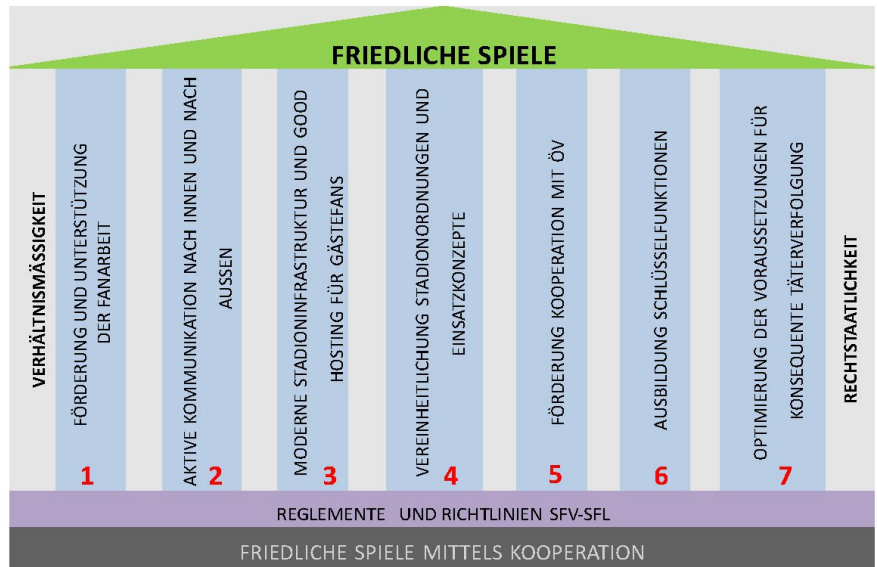 FRIEDLICHE SPIELE
VERHÄLTNISMÄSSIGKEIT
FÖRDERUNG UND UNTERSTÜTZUNG
DER FANARBEIT
1
AKTIVE KOMMUNIKATION NACH INNEN UND NACH
AUSSEN
2
MODERNE STADIONINFRASTRUKTUR UND GOOD
HOSTING FÜR GÄSTEFANS
3
VEREINHEITLICHUNG STADIONORDNUNGEN UND
EINSATZKONZEPTE
4
FÖRDERUNG KOOPERATION MIT ÖV
5
AUSBILDUNG SCHLÜSSELFUNKTIONEN
6
OPTIMIERUNG DER VORAUSSETZUNGEN FÜR
KONSEQUENTE TÄTERVERFOLGUNG
7
RECHTSTAATLICHKEIT
REGLEMENTE UND RICHTLINIEN SFV-SFL
FRIEDLICHE SPIELE MITTELS KOOPERATION